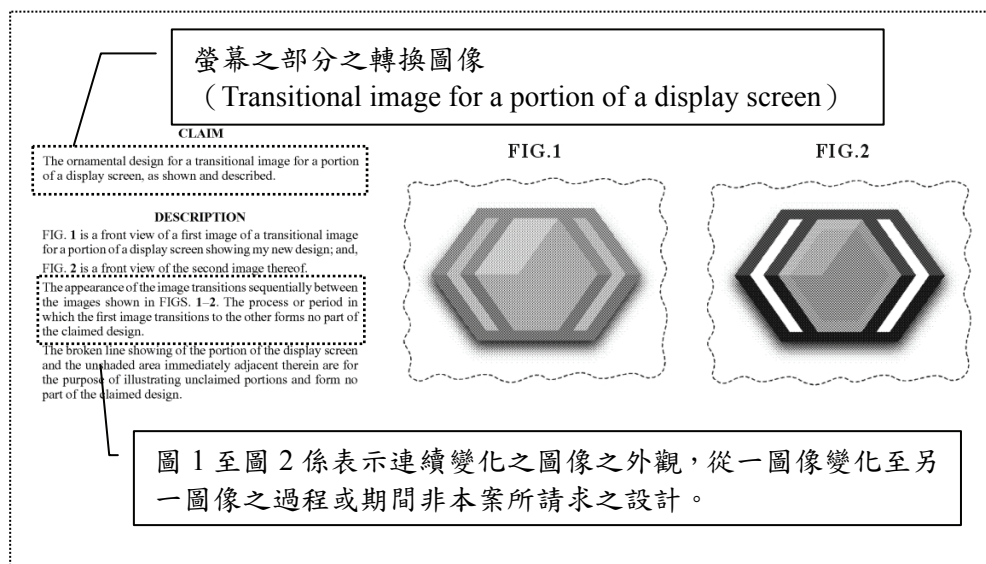 螢幕之部分之轉換圖像
（Transitional image for a portion of a display screen）
CLAIM
The ornamental design for a transitional image for a portion
of a display screen, as shown and described.
DESCRIPTION
FIG. 1 is a front view of a first image of a transitional image
for a portion of a display screen showing my new design; and,
FIG. 2 is a front view of the second image thereof.
The appearance of the image transitions sequentially between
the images shown in FIGS. 1–2. The process or period in
which the first image transitions to the other forms no part of
the claimed design.
The broken line showing of the portion of the display screen
and the unshaded area immediately adjacent therein are for
the purpose of illustrating unclaimed portions and form no
part of the claimed design.
FIG.1
FIG.2
圖 1 至圖 2 係表示連續變化之圖像之外觀，從一圖像變化至另
一圖像之過程或期間非本案所請求之設計。